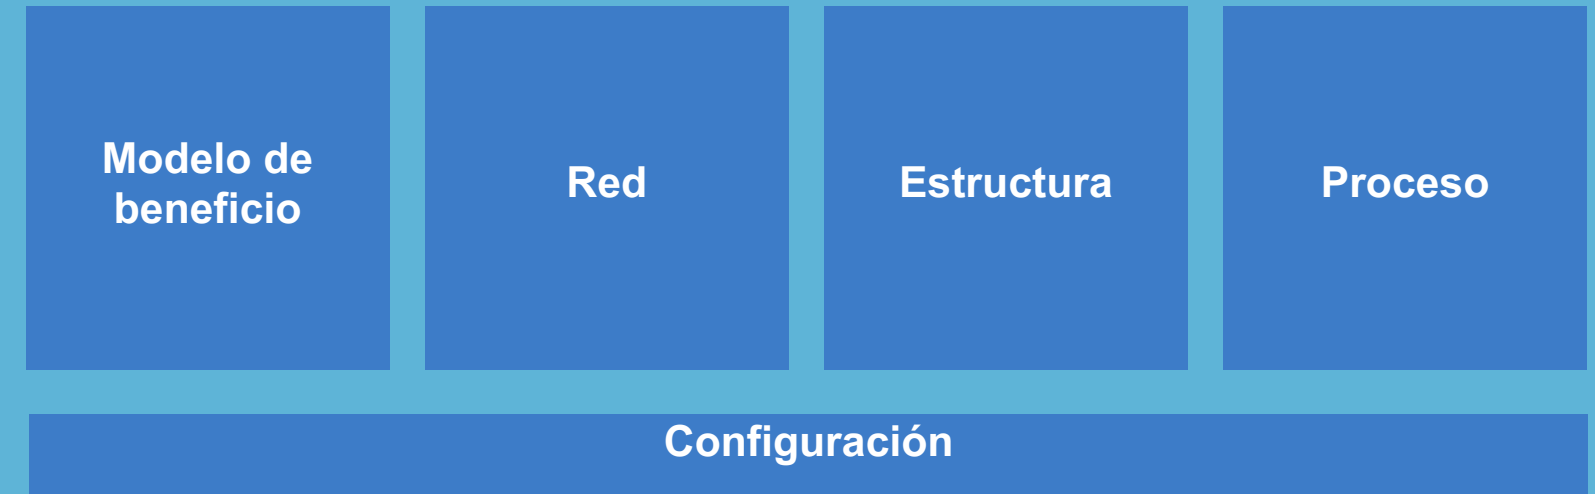 Modelo de
beneficio
Red
Estructura
Proceso
Configuración